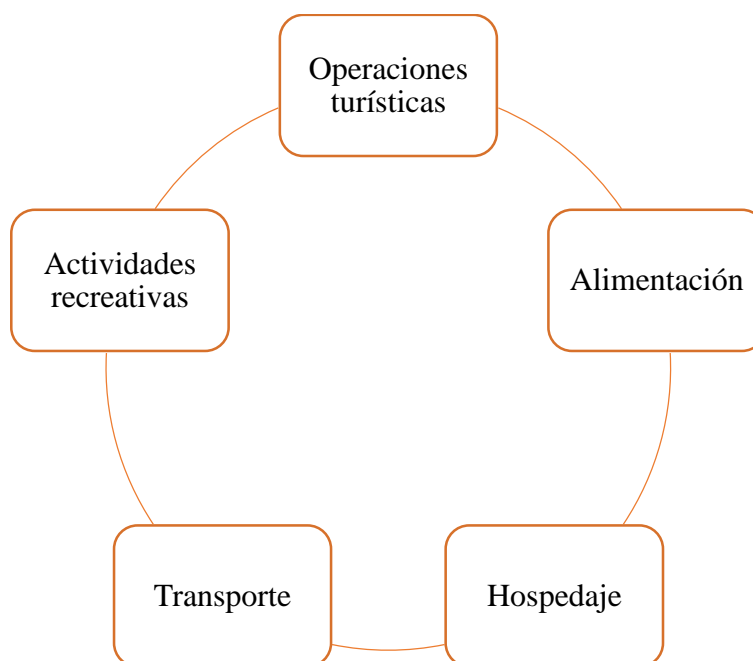 Operaciones
turísticas
Alimentación
Hospedaje
Transporte
Actividades
recreativas